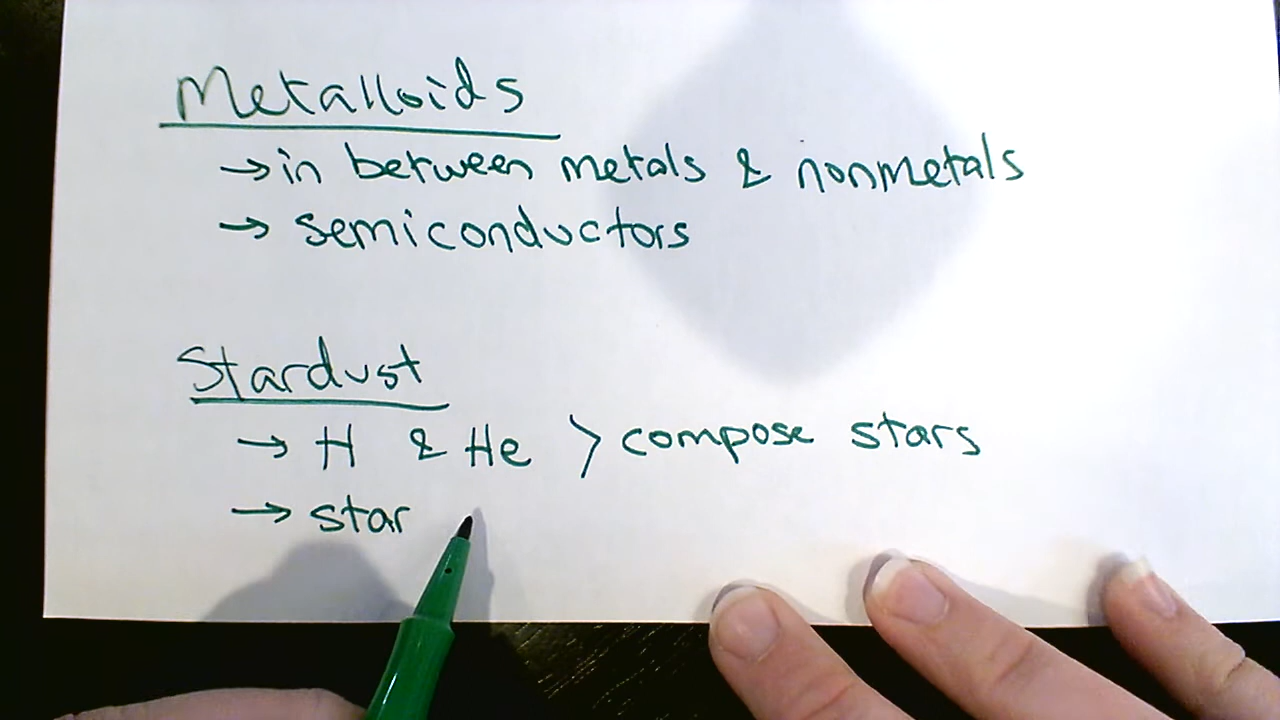 Metalloids
→ in between metals & nonmetals
→ semiconductors
Stardust
→ H & He > compose stars
→ star